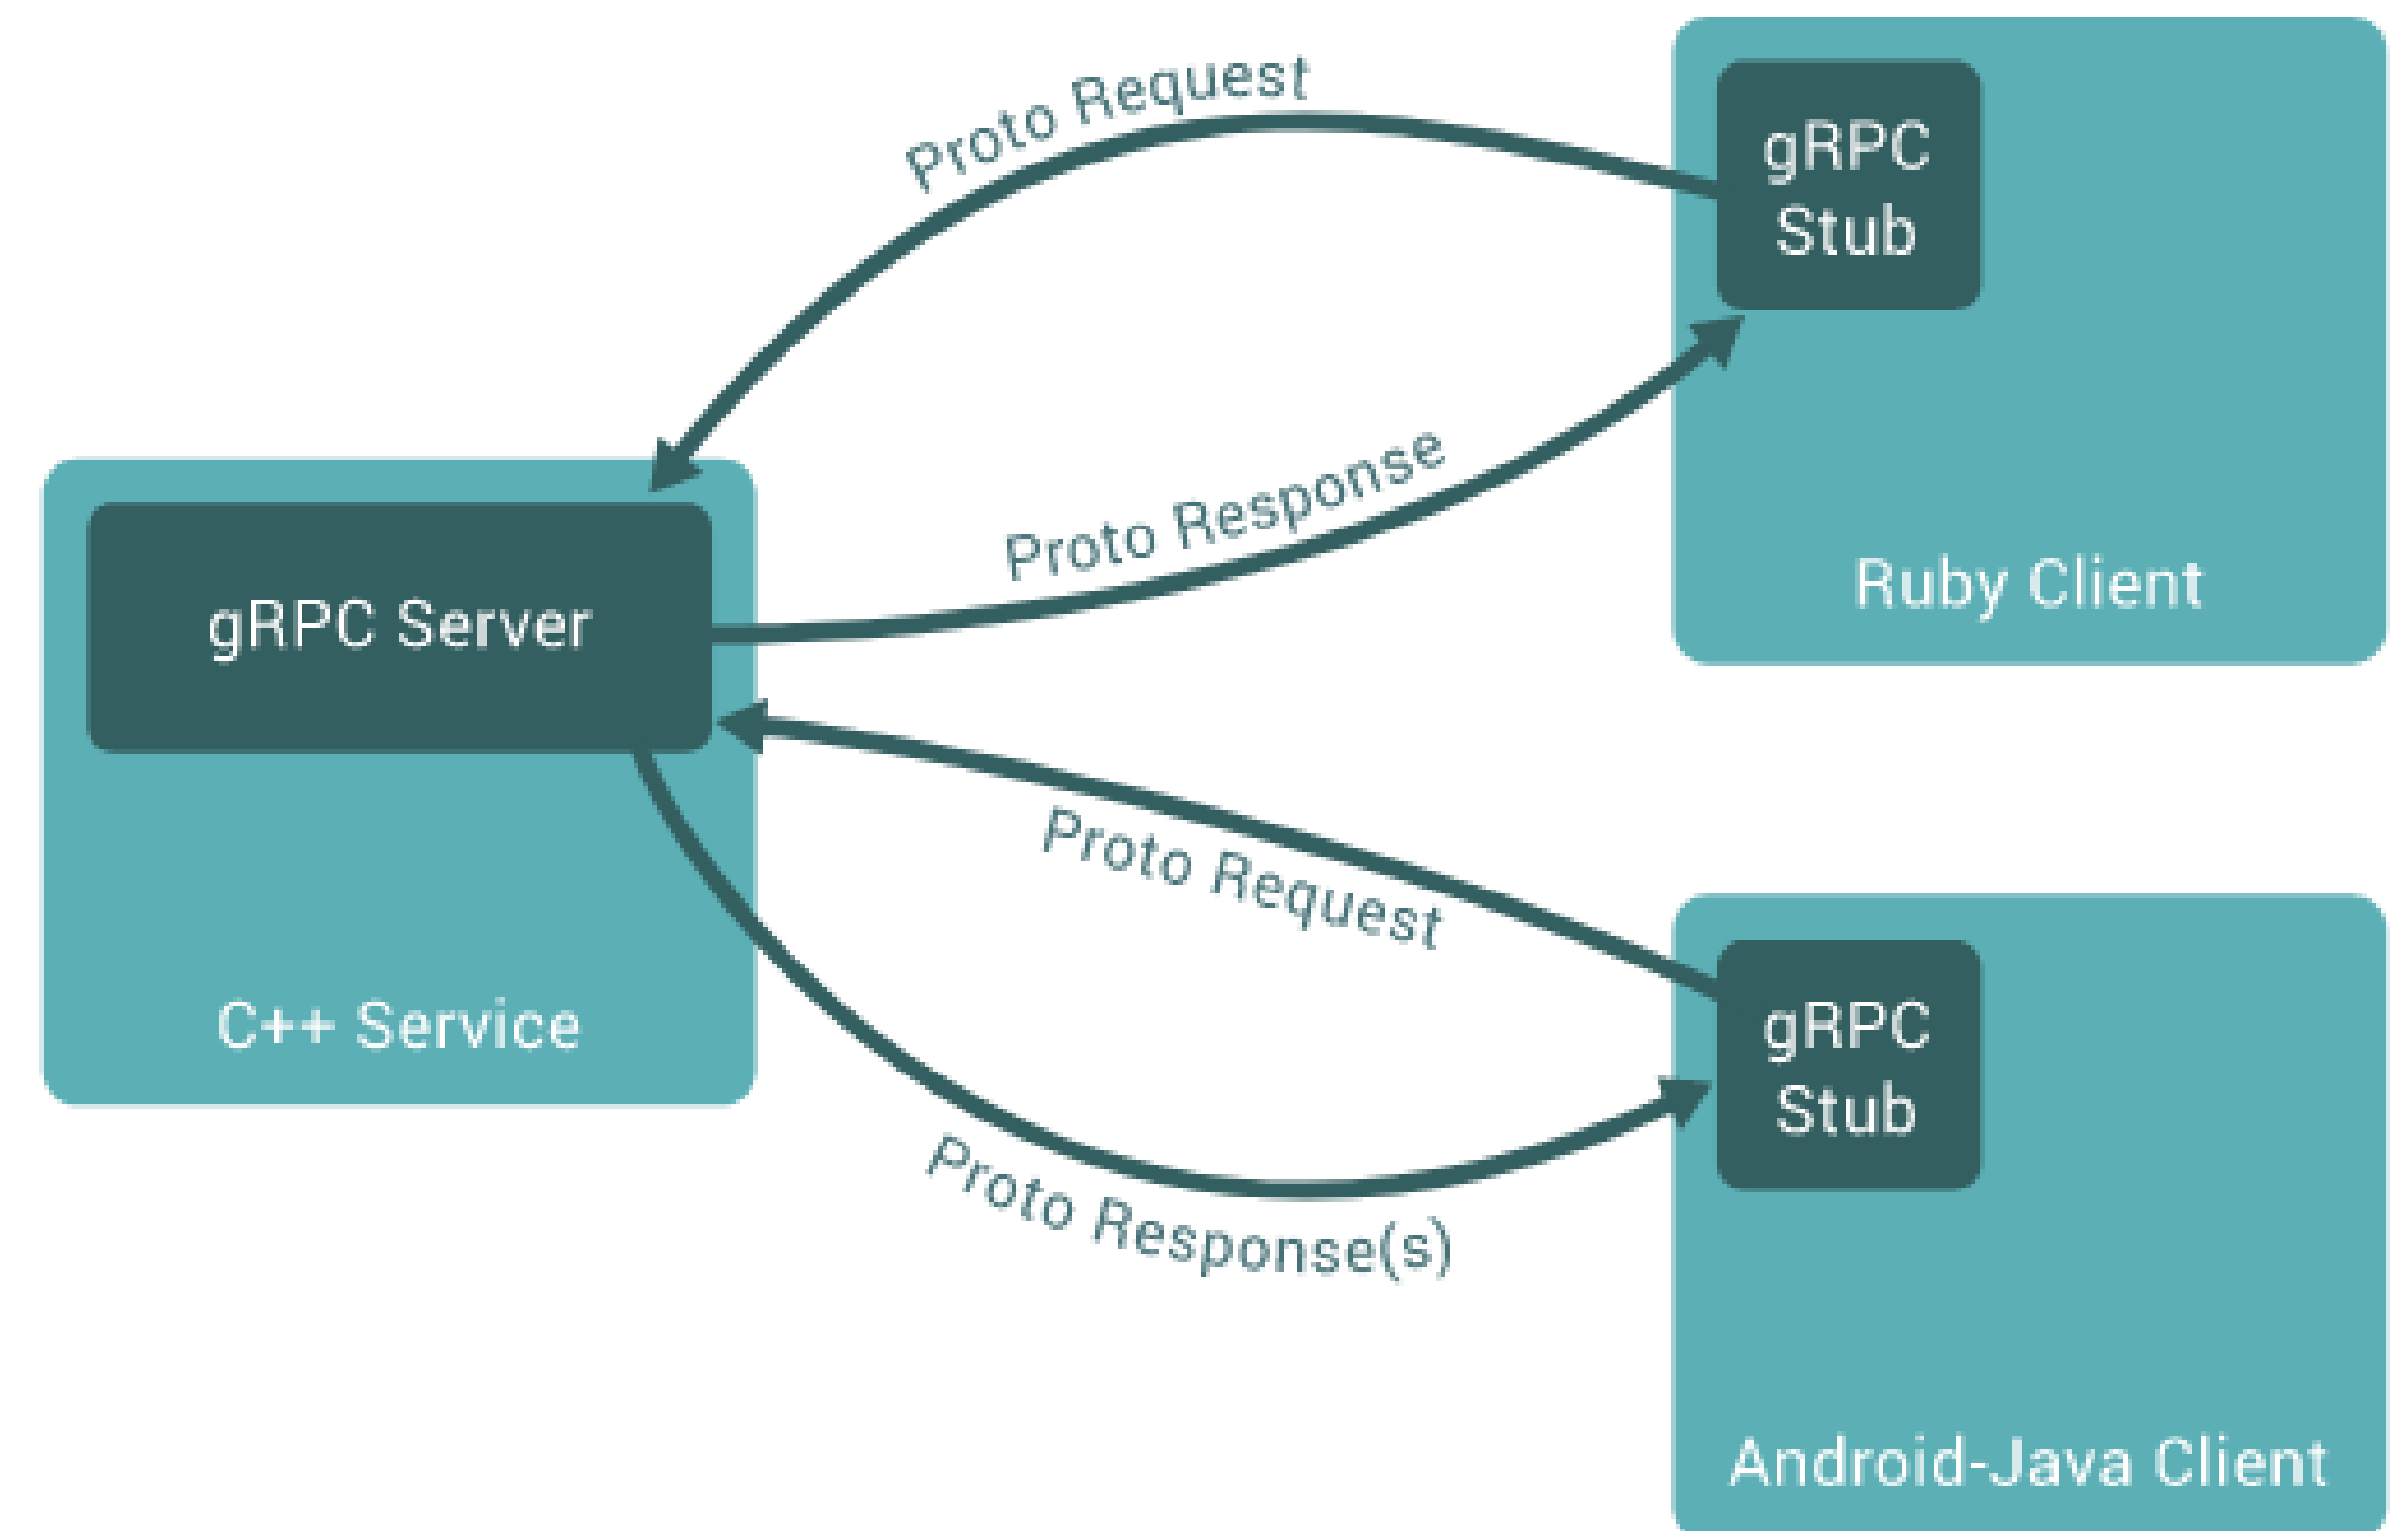 Proto Request
gRPC
Stub
Proto Response
Ruby Client
gRPC Server
C++ Service
Proto Request
gRPC
Stub
Proto Response(s)
Android-Java Client